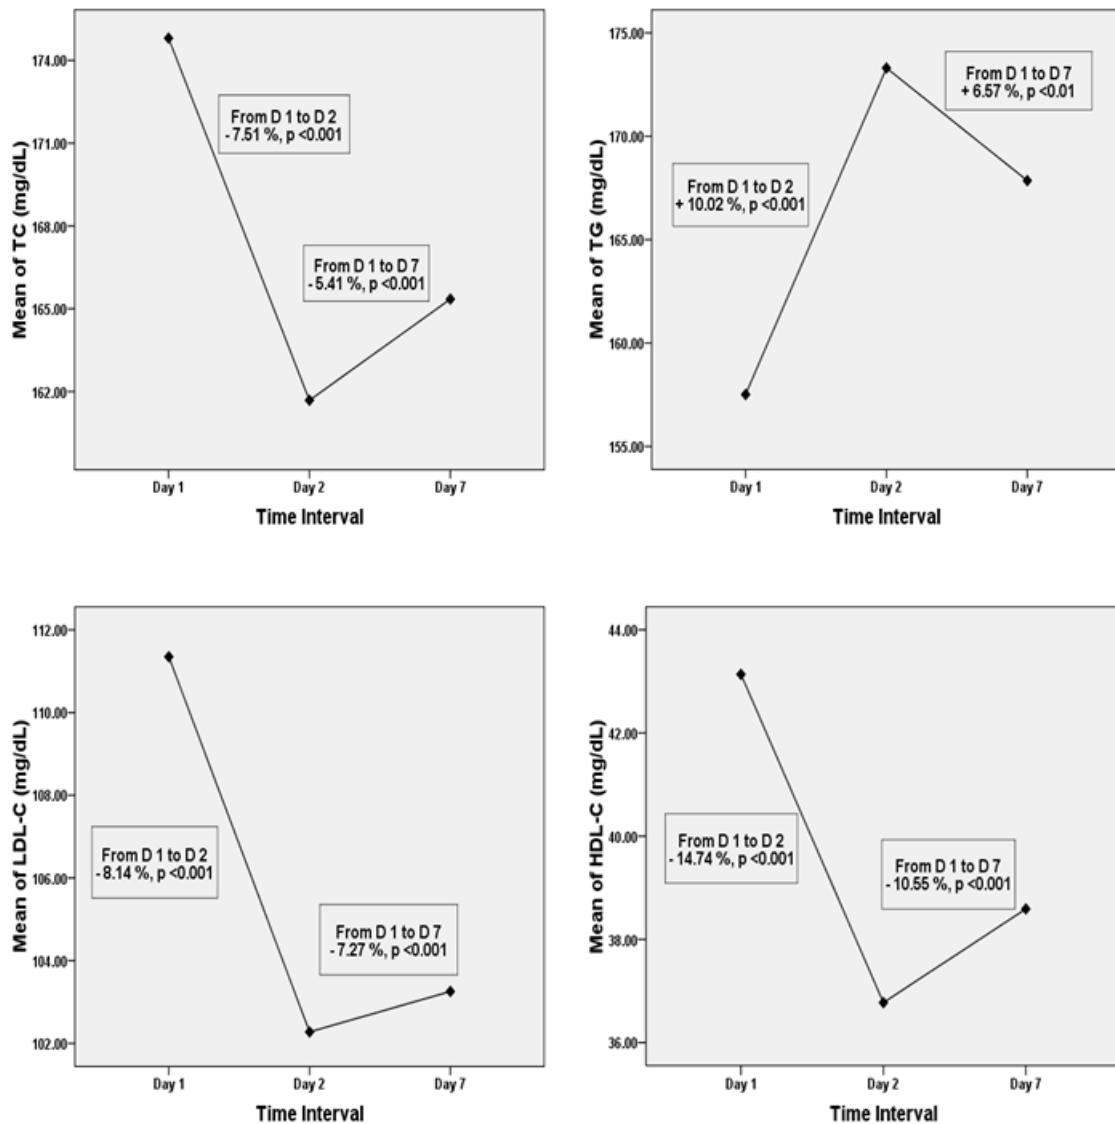 Mean of TC (mg/dL)
174.00
171.00
168.00
165.00
162.00
From D 1 to D 2
- 7.51 %, p <0.001
From D 1 to D 7
- 5.41 %, p <0.001
Day 1
Day 2
Day 7
Time Interval
Mean of TG (mg/dL)
175.00
170.00
165.00
160.00
155.00
From D 1 to D 7
+ 6.57 %, p <0.01
From D 1 to D 2
+ 10.02 %, p <0.001
Day 1
Day 2
Day 7
Time Interval
Mean of LDL-C (mg/dL)
112.00
110.00
108.00
106.00
104.00
102.00
From D 1 to D 2
- 8.14 %, p <0.001
From D 1 to D 7
- 7.27 %, p <0.001
Day 1
Day 2
Day 7
Time Interval
Mean of HDL-C (mg/dL)
44.00
42.00
40.00
38.00
36.00
From D 1 to D 2
- 14.74 %, p <0.001
From D 1 to D 7
- 10.55 %, p <0.001
Day 1
Day 2
Day 7
Time Interval